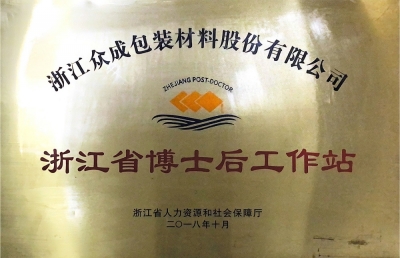 浙江众成包装材料股份有限公司
ZHEJIANG POST-DOCTOR
浙江省博士后工作站
浙江省人力资源和社会保障厅
二〇一八年十月